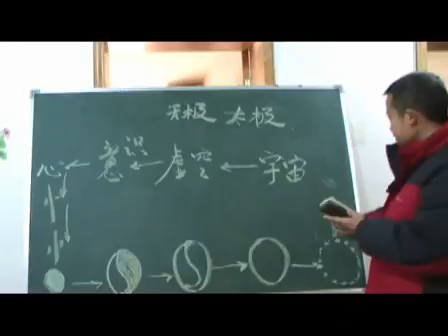 无极 太极
心 ← 意识 ← 虚空 ← 宇宙